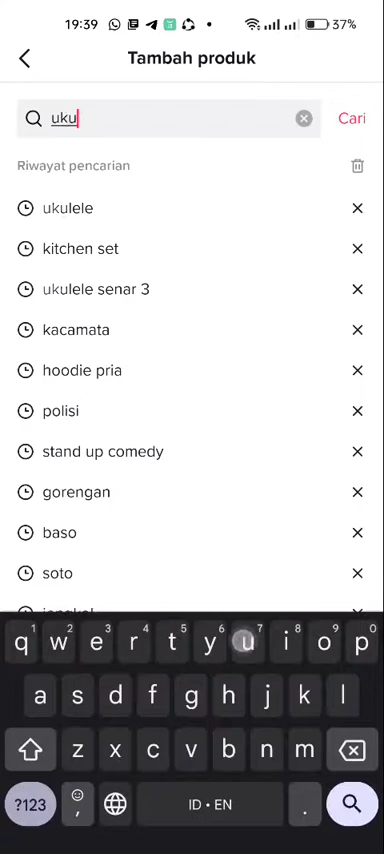 19:39
37%
Tambah produk
uku
Cari
Riwayat pencarian
ukulele
kitchen set
ukulele senar 3
kacamata
hoodie pria
polisi
stand up comedy
gorengan
baso
soto
1 2 3 4 5 6 7 8 9 0
q w e r t y u i o p
a s d f g h j k l
z x c v b n m
?123 , ID • EN .